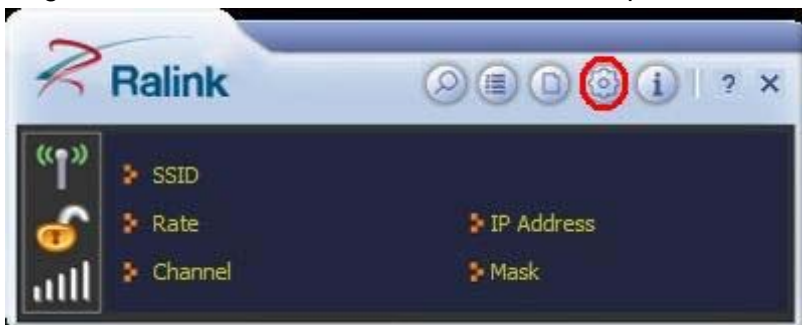 Ralink
? ×
SSID
Rate
IP Address
Channel
Mask